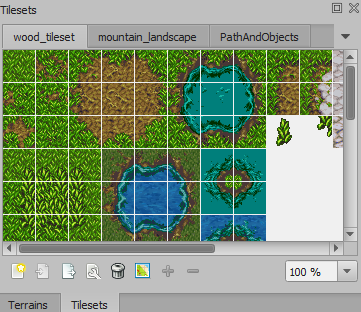 Tilesets
wood_tileset mountain_landscape PathAndObjects
100 %
Terrains Tilesets